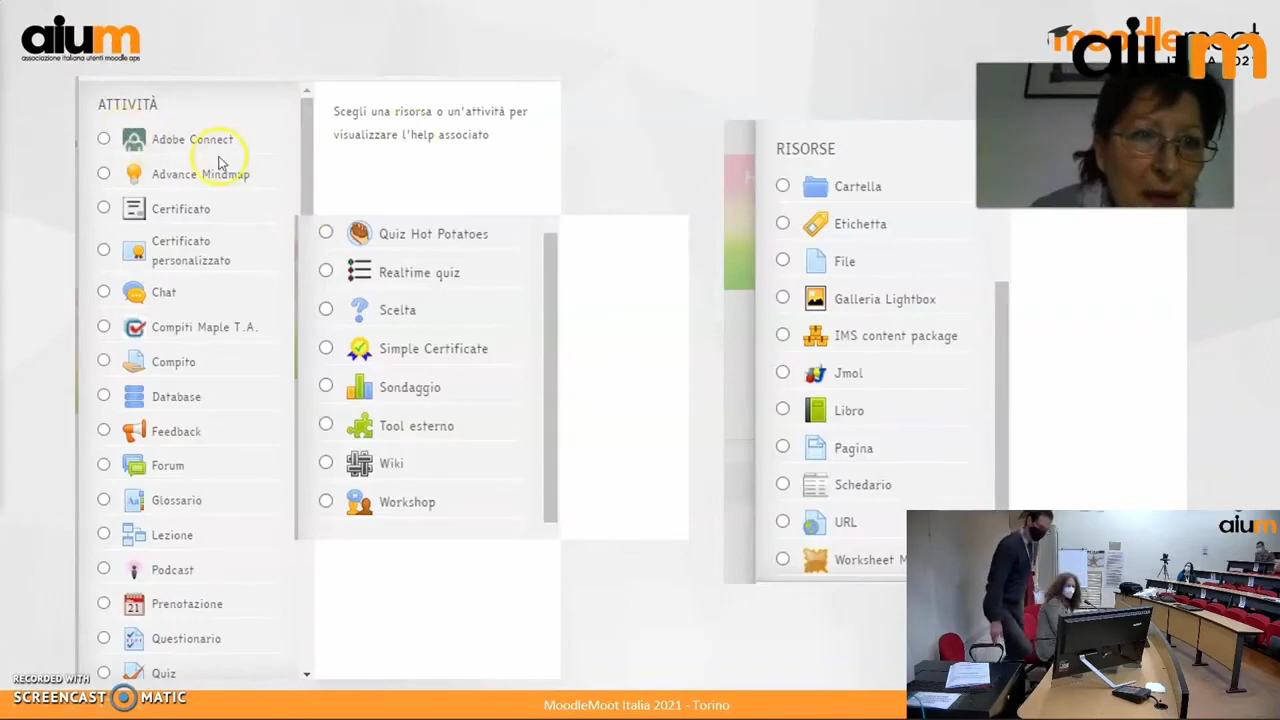 aium
associazione italiana utenti moodle aps
moodlemoot
aium
ATTIVITÀ
Adobe Connect
Advance Mindmap
Certificato
Certificato
personalizzato
Chat
Compiti Maple T.A.
Compito
Database
Feedback
Forum
Glossario
Lezione
Podcast
Prenotazione
Questionario
Quiz
Scegli una risorsa o un'attività per
visualizzare l'help associato
Quiz Hot Potatoes
Realtime quiz
Scelta
Simple Certificate
Sondaggio
Tool esterno
Wiki
Workshop
RISORSE
Cartella
Etichetta
File
Galleria Lightbox
IMS content package
Jmol
Libro
Pagina
Schedario
URL
Worksheet M
aium
RECORDED WITH
SCREENCAST MATIC
MoodleMoot Italia 2021 - Torino